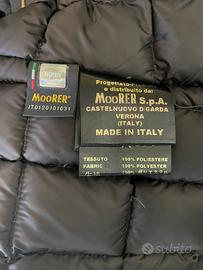 MOORER®
IT0120101031
Progettato-Pro
e distribuito da:
MOORER S.p.A.
CASTELNUOVO D/GARDA
VERONA
(ITALY)
MADE IN ITALY
TESSUTO 100% POLIESTERE
FABRIC 100% POLYESTER
subito